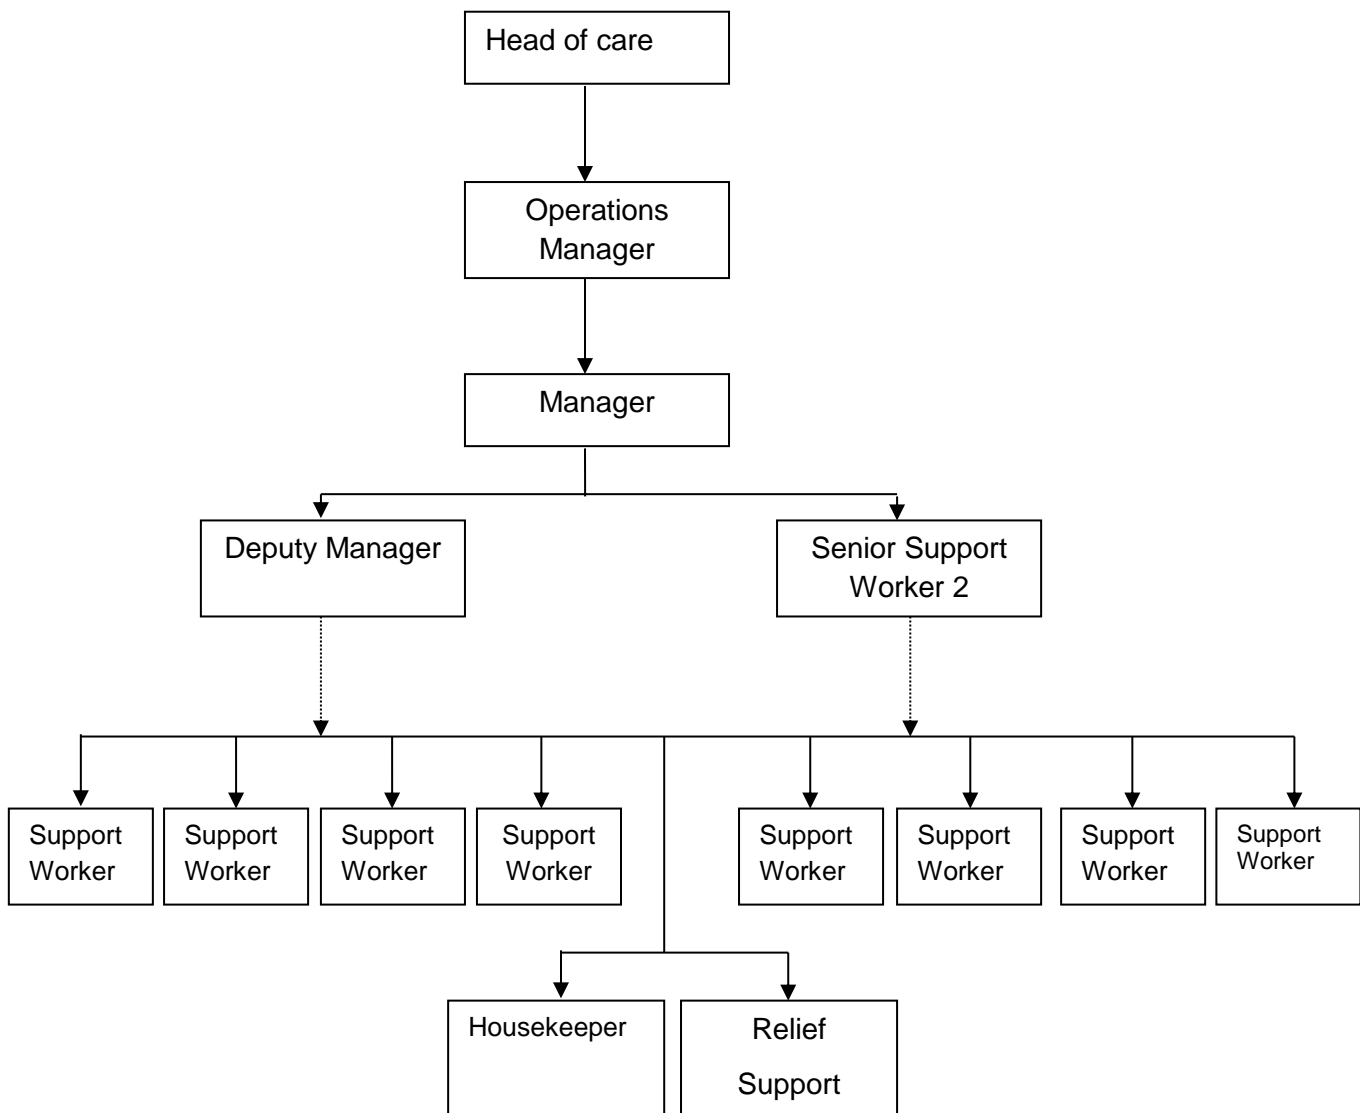 Head of care
Operations
Manager
Manager
Deputy Manager
Senior Support
Worker 2
Support
Worker
Support
Worker
Support
Worker
Support
Worker
Support
Worker
Support
Worker
Support
Worker
Support
Worker
Housekeeper
Relief
Support